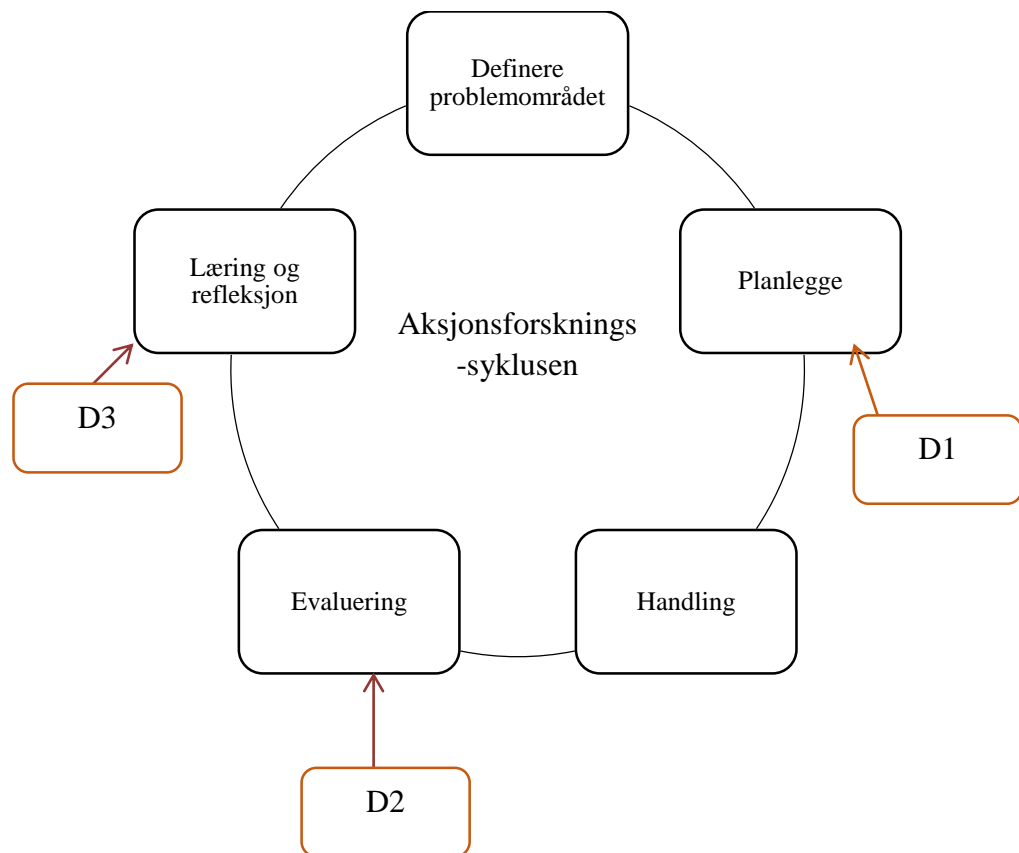 Definere
problemområdet
Læring og
refleksjon
Planlegge
Aksjonsforsknings
-syklusen
D3
D1
Evaluering
Handling
D2